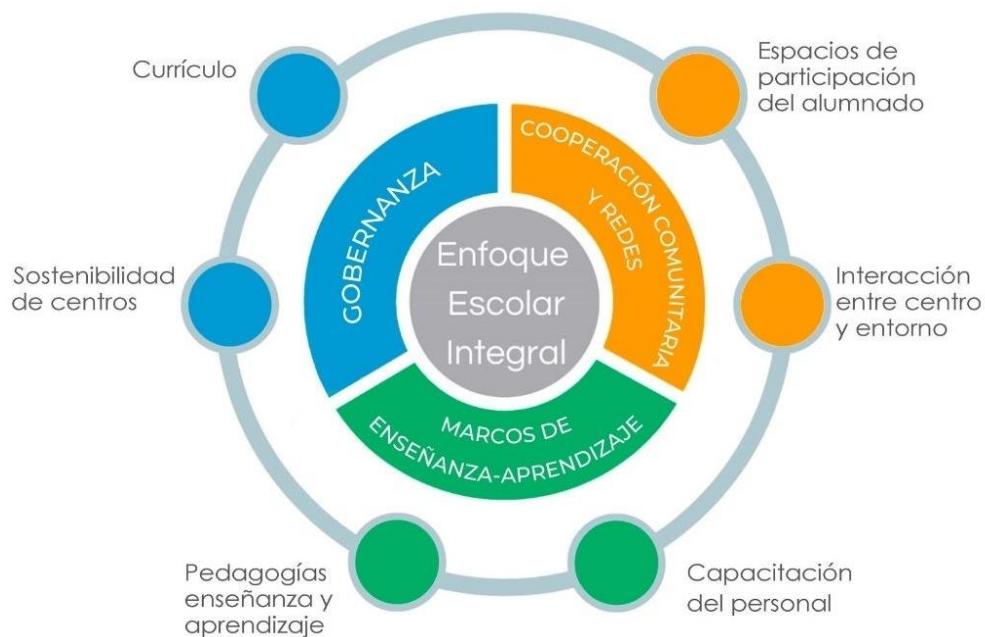 Currículo
Espacios de
participación
del alumnado
GOBERNANZA
COOPERACIÓN COMUNITARIA
Y REDES
Enfoque
Escolar
Integral
Sostenibilidad
de centros
Interacción
entre centro
y entorno
MARCOS DE
ENSEÑANZA-APRENDIZAJE
Pedagogías
enseñanza y
aprendizaje
Capacitación
del personal